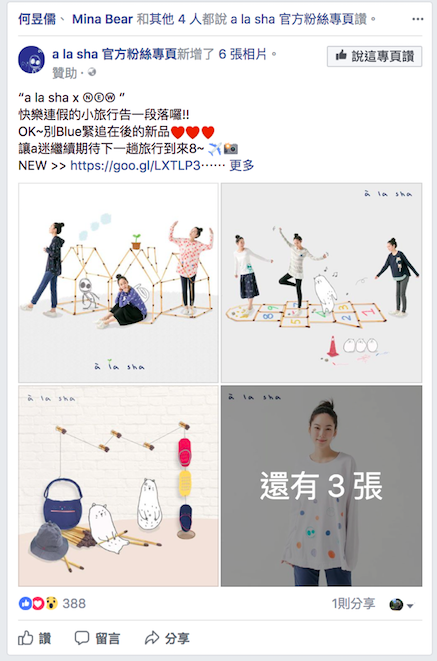 何昱儒、 Mina Bear 和其他 4 人都說 a la sha 官方粉絲專頁讚。
a la sha 官方粉絲專頁新增了 6 張相片。
說這專頁讚
贊助
“a la sha x ⓃⒺⓌ ”
快樂連假的小旅行告一段落囉!!
OK~別Blue緊追在後的新品❤️❤️❤️
讓a迷繼續期待下一趟旅行到來8~ ✈️📸
NEW >> https://goo.gl/LXTLP3⋯⋯ 更多
à la sha
à la sha
à la sha
à la sha
還有 3 張
388
1則分享
讚
留言
分享